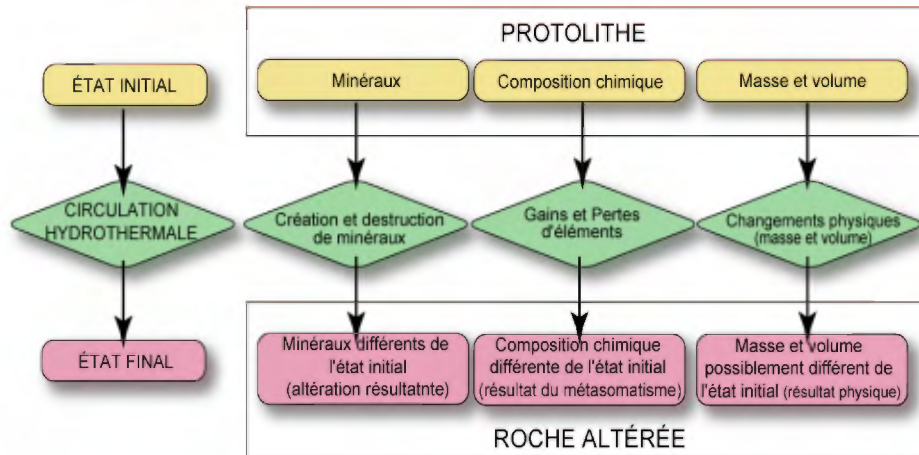 PROTOLITHE
ÉTAT INITIAL
Minéraux
Composition chimique
Masse et volume
CIRCULATION
HYDROTHERMALE
Création et destruction
de minéraux
Gains et Pertes
d'éléments
Changements physiques
(masse et volume)
ÉTAT FINAL
Minéraux différents de
l'état initial
(altération résultatnte)
Composition chimique
différente de l'état initial
(résultat du métasomatisme)
Masse et volume
possiblement différent de
l'état initial (résultat physique)
ROCHE ALTÉRÉE